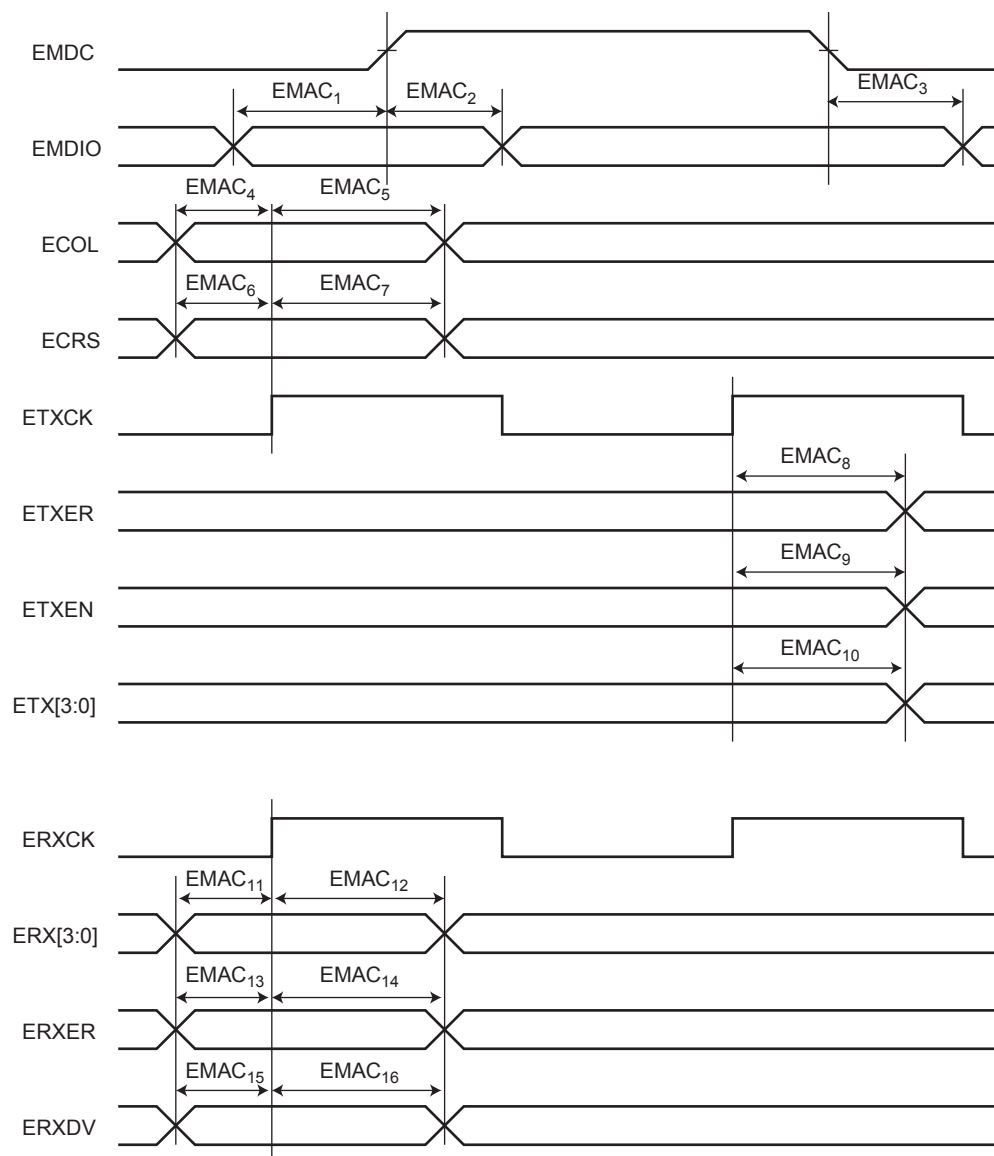 EMDC
EMAC1 EMAC2 EMAC3
EMDIO
EMAC4 EMAC5
ECOL
EMAC6 EMAC7
ECRS
ETXCK
EMAC8
ETXER
EMAC9
ETXEN
EMAC10
ETX[3:0]
ERXCK
EMAC11 EMAC12
ERX[3:0]
EMAC13 EMAC14
ERXER
EMAC15 EMAC16
ERXDV